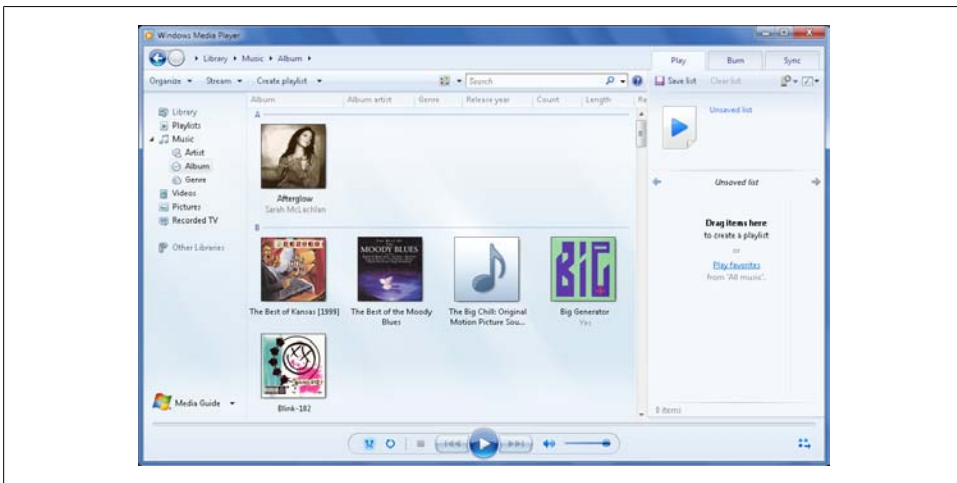 Windows Media Player
Library Music Album
Play Burn Sync
Organize Stream Create playlist Search Save list Clear list
Album Album artist Genre Release year Count Length Re
Library
Playlists
Music
Artist
Album
Genre
Videos
Pictures
Recorded TV
Other Libraries
Media Guide
A
Afterglow
Sarah McLachlan
B
MOODY BLUES
BIG
The Best of Kansas [1999] The Best of the Moody Blues The Big Chill: Original Motion Picture Sou... Big Generator
Yes
Blink-182
Unsaved list
Unsaved list
Drag items here
to create a playlist
or
Play favorites
from 'All music'.
0 items